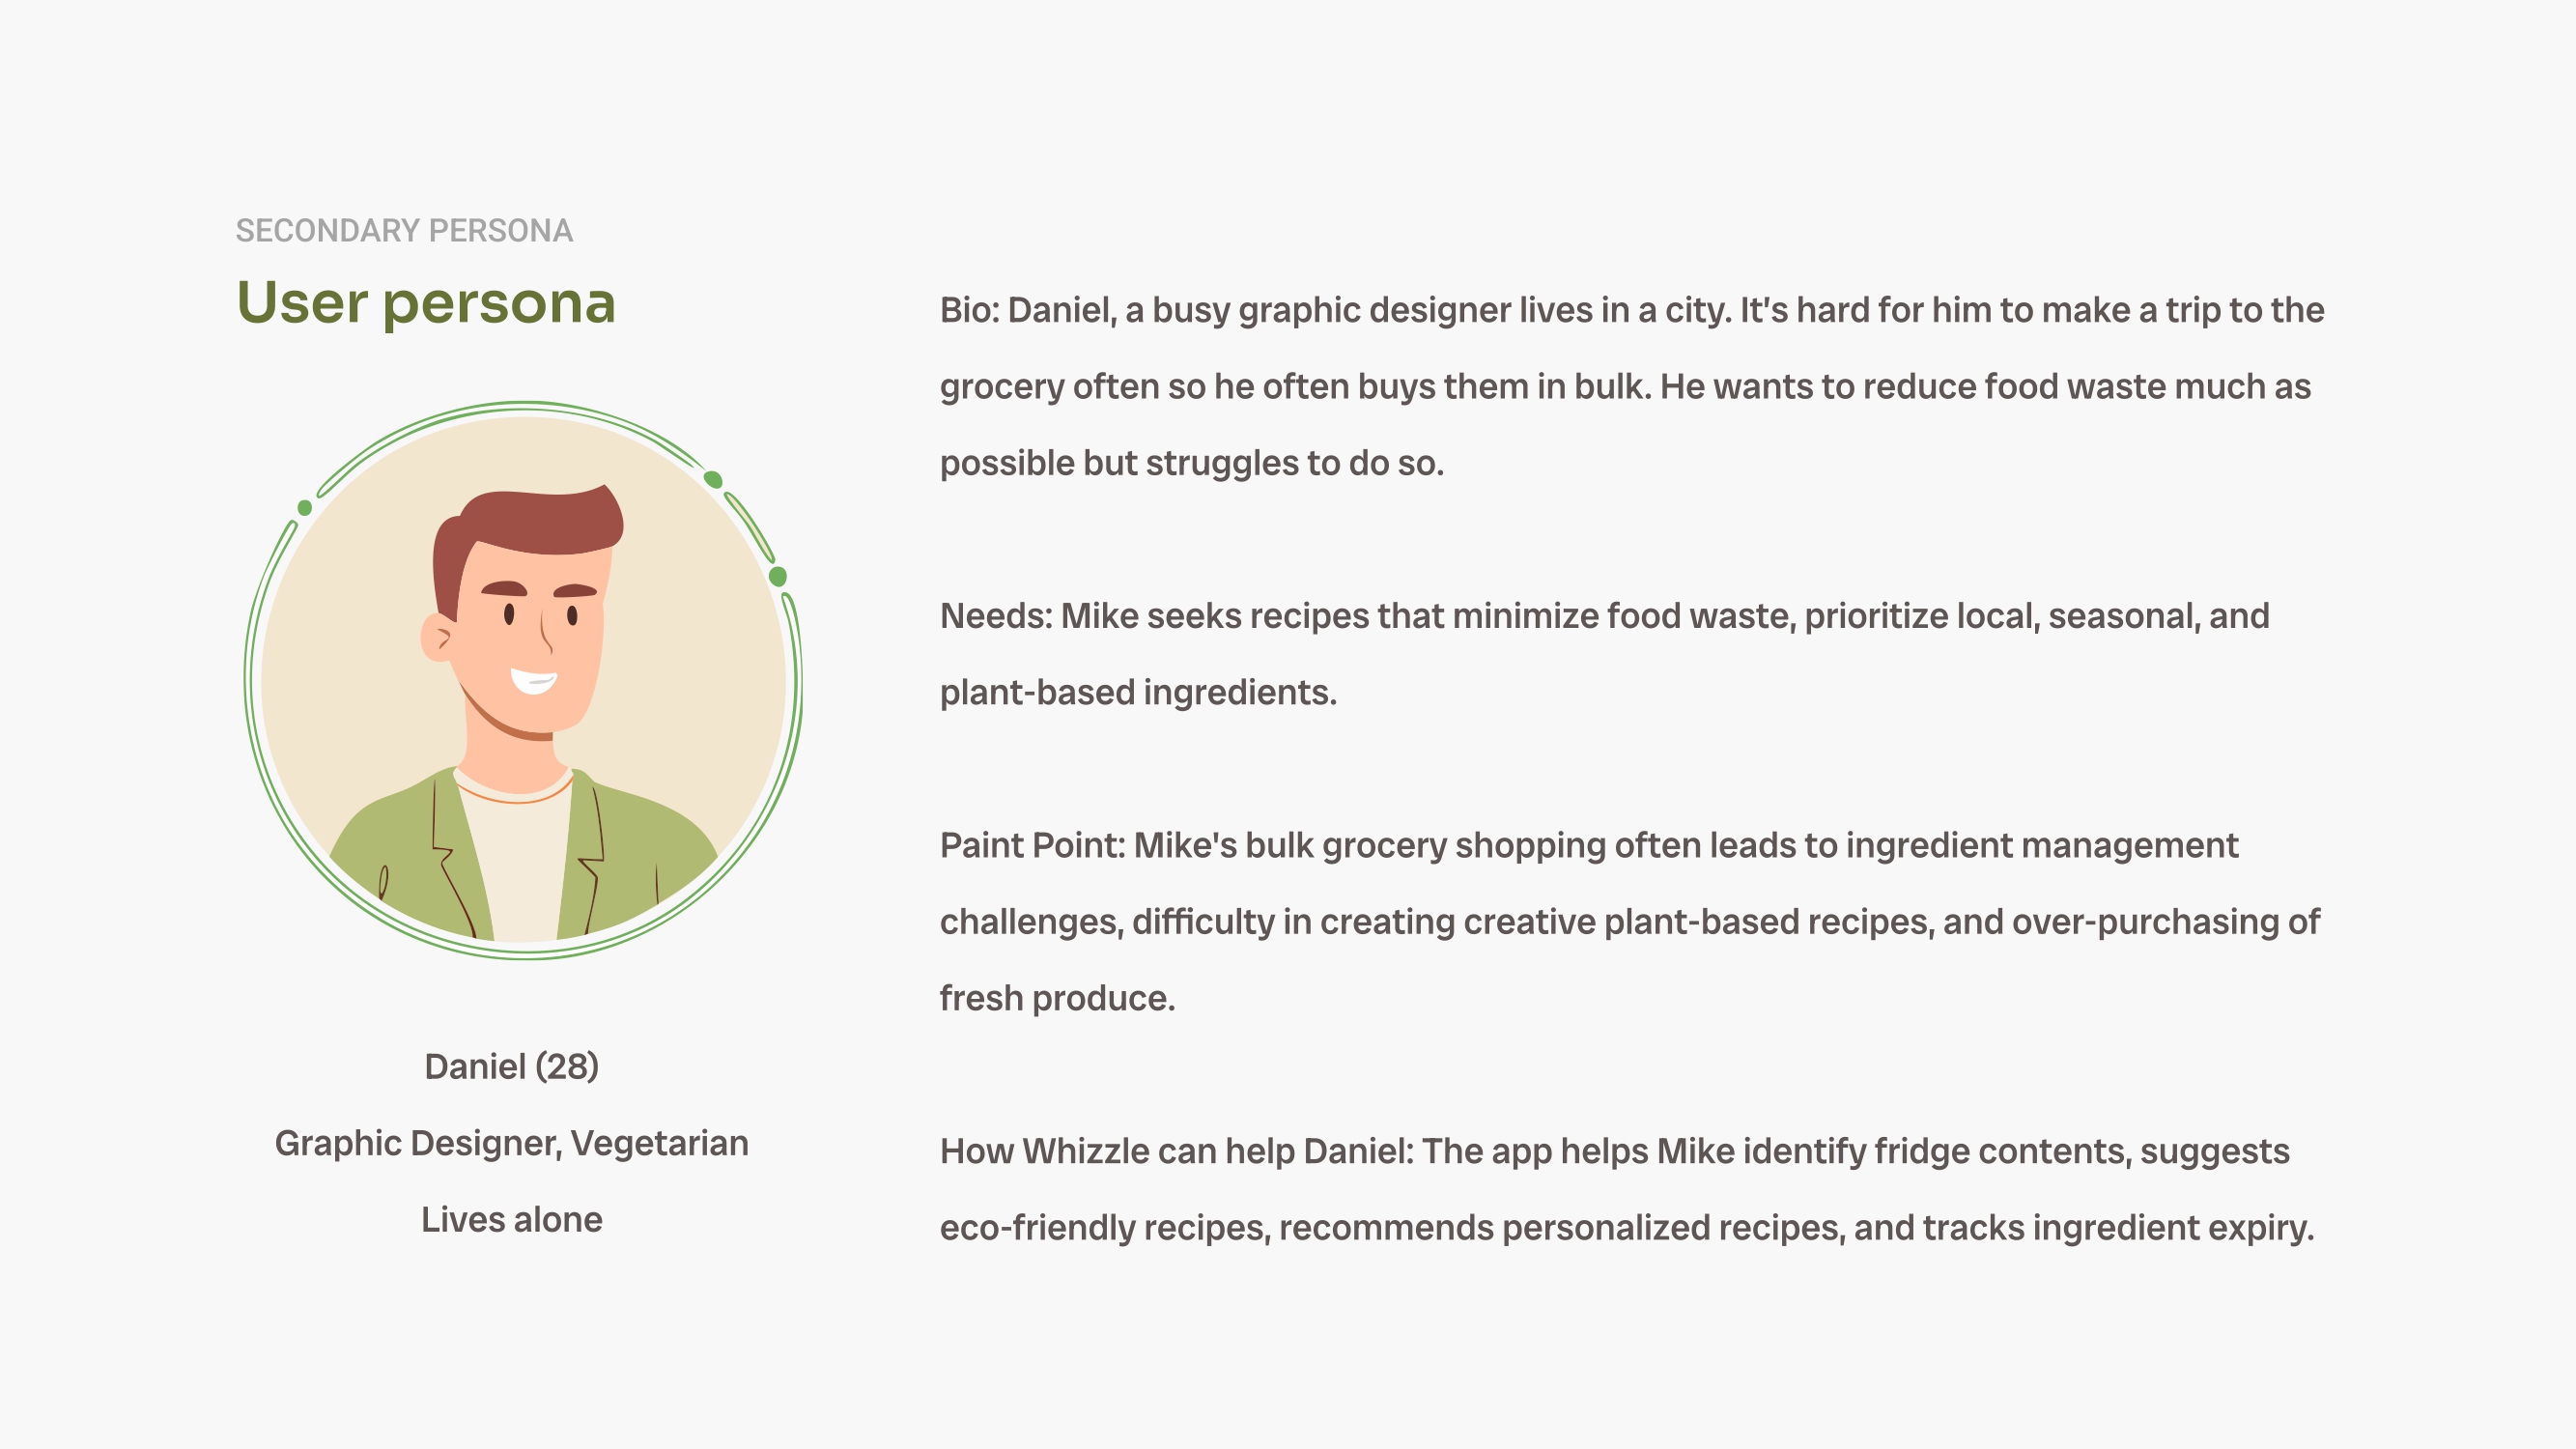 SECONDARY PERSONA
User persona
Daniel (28)
Graphic Designer, Vegetarian
Lives alone
Bio: Daniel, a busy graphic designer lives in a city. It's hard for him to make a trip to the
grocery often so he often buys them in bulk. He wants to reduce food waste much as
possible but struggles to do so.
Needs: Mike seeks recipes that minimize food waste, prioritize local, seasonal, and
plant-based ingredients.
Paint Point: Mike's bulk grocery shopping often leads to ingredient management
challenges, difficulty in creating creative plant-based recipes, and over-purchasing of
fresh produce.
How Whizzle can help Daniel: The app helps Mike identify fridge contents, suggests
eco-friendly recipes, recommends personalized recipes, and tracks ingredient expiry.